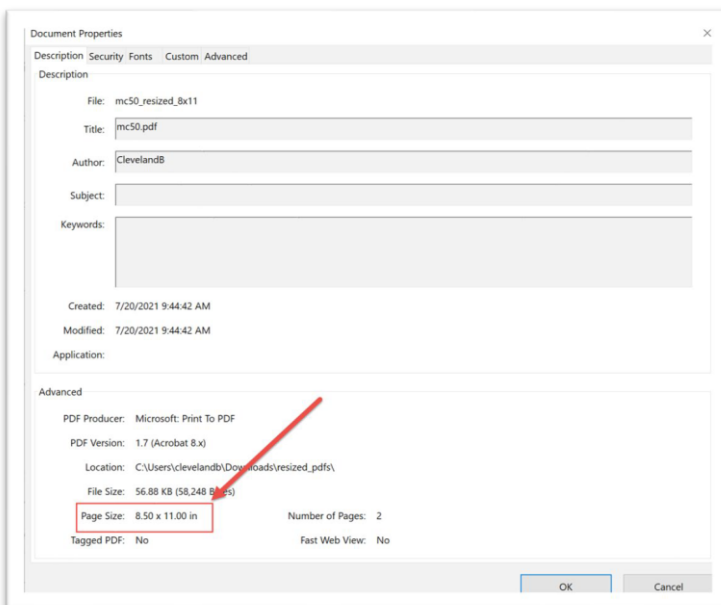 Document Properties
Description Security Fonts Custom Advanced
Description
File: mc50_resized_8x11
Title: mc50.pdf
Author: ClevelandB
Subject:
Keywords:
Created: 7/20/2021 9:44:42 AM
Modified: 7/20/2021 9:44:42 AM
Application:
Advanced
PDF Producer: Microsoft: Print To PDF
PDF Version: 1.7 (Acrobat 8.x)
Location: C:\Users\clevelandb\Downloads\resized_pdfs\
File Size: 56.88 KB (58,248 Bytes)
Page Size: 8.50 x 11.00 in Number of Pages: 2
Tagged PDF: No Fast Web View: No
OK Cancel